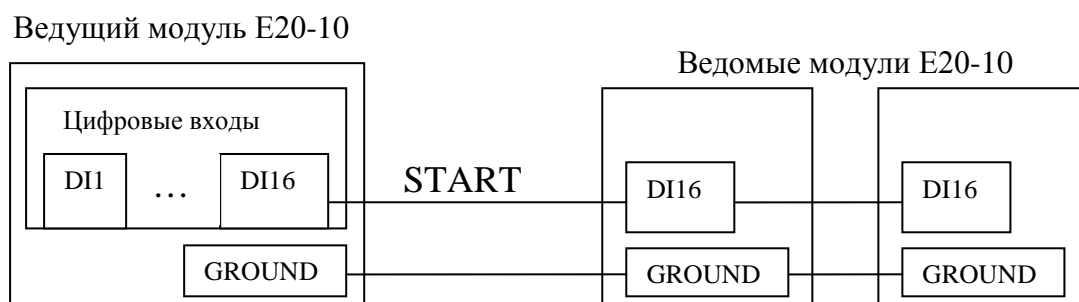 Ведущий модуль E20-10
Ведомые модули E20-10
Цифровые входы
DI1 ... DI16 START DI16 DI16
GROUND GROUND GROUND